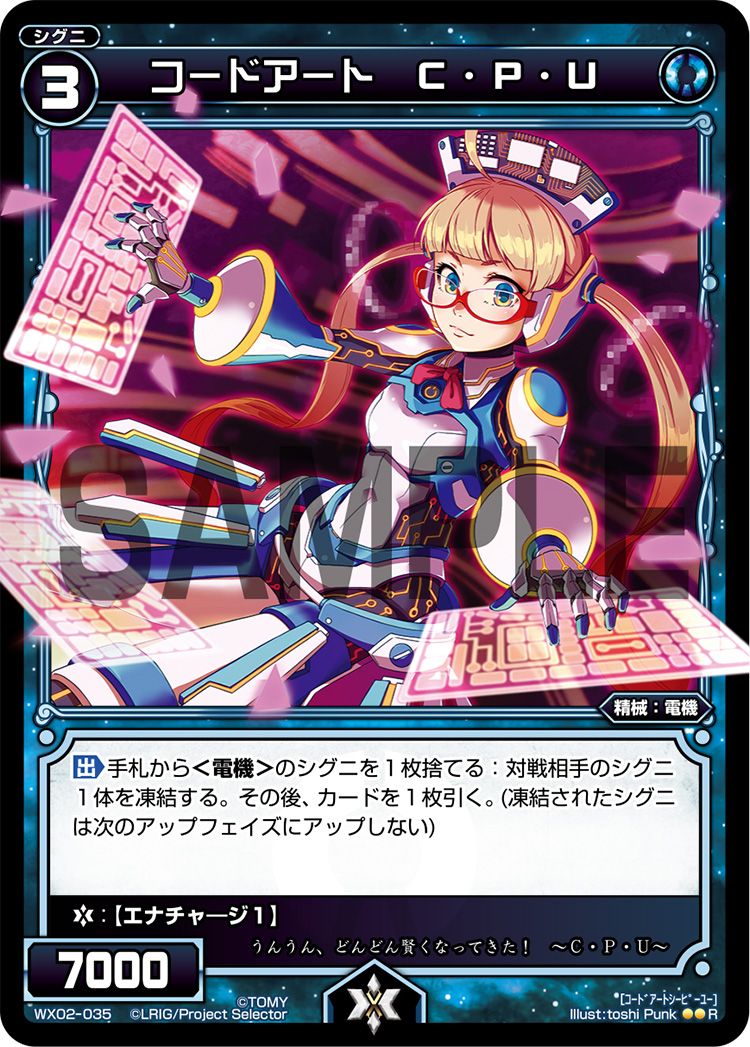 シグニ
3
コードアート C・P・U
SAMPLE
精械：電機
出 手札から＜電機＞のシグニを１枚捨てる：対戦相手のシグニ
１体を凍結する。その後、カードを１枚引く。(凍結されたシグニ
は次のアップフェイズにアップしない)
：【エナチャージ１】
うんうん、どんどん賢くなってきた！ ～C・P・U～
7000
©TOMY
[ｺｰﾄﾞｱｰﾄｼｰﾋﾟｰﾕｰ]
WX02-035 ©LRIG/Project Selector
Illust:toshi Punk R